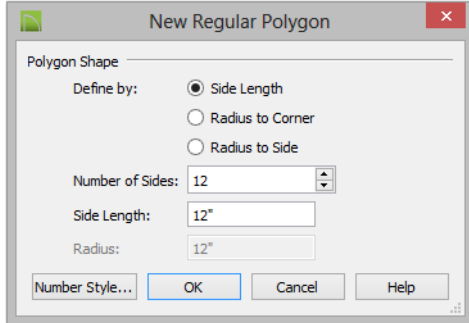 New Regular Polygon
Polygon Shape
Define by: Side Length
Radius to Corner
Radius to Side
Number of Sides: 12
Side Length: 12"
Radius: 12"
Number Style... OK Cancel Help